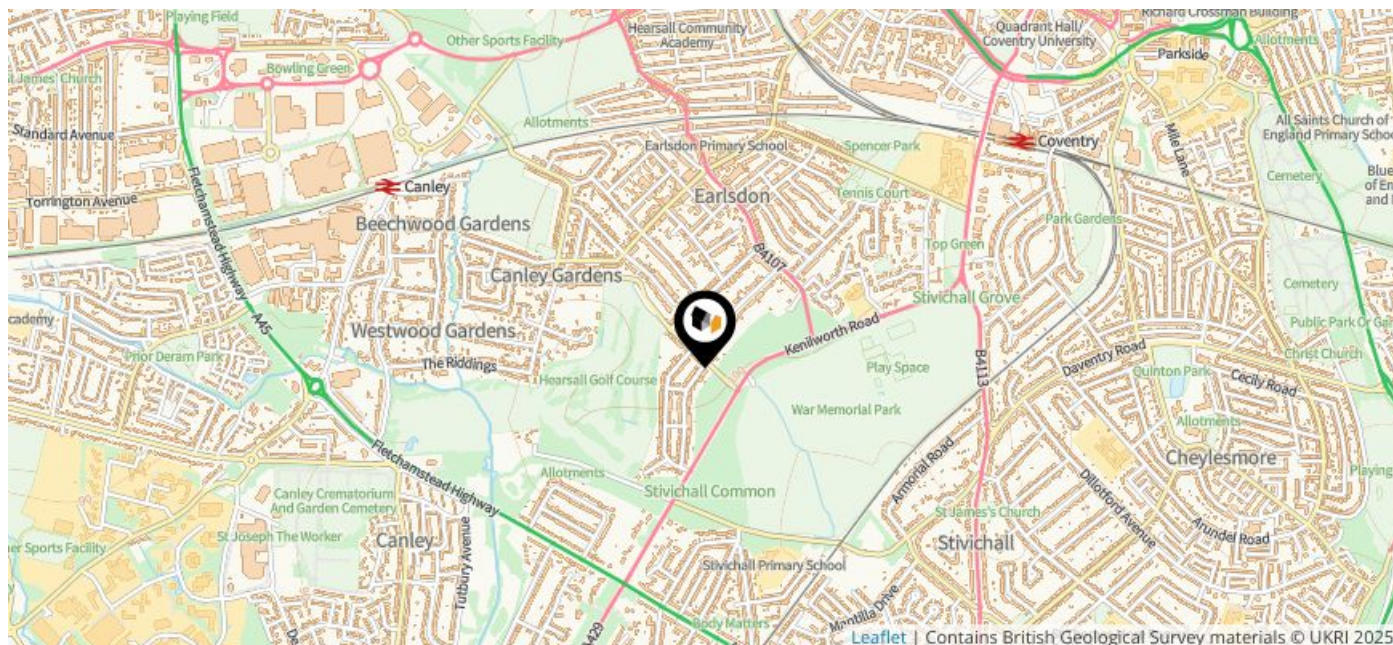 Playing Field
Other Sports Facility
Hearsall Community
Academy
Quadrant Hall/
Coventry University
Richard Crossman Building
Allotments
Parkside
St James' Church
Bowling Green
Standard Avenue
Allotments
Earlsdon Primary School
Spencer Park
Coventry
Mile Lane
All Saints Church of
England Primary School
Cemetery
Torrington Avenue
Fletchamstead Highway
A45
Canley
Beechwood Gardens
Earlsdon
Tennis Court
Park Gardens
B4107
Top Green
Canley Gardens
Stivichall Grove
Cemetery
Westwood Gardens
Kenilworth Road
Public Park Or Ga
Prior Deram Park
The Riddings
Hearsall Golf Course
Play Space
B4113
Daventry Road
Quinton Park
Christ Church
Cecily Road
War Memorial Park
Allotments
Fletchamstead Highway
Allotments
Stivichall Common
Armorial Road
Cheylesmore
Playing
Canley Crematorium
And Garden Cemetery
St James's Church
Dillotford Avenue
Arundel Road
St Joseph The Worker
Canley
Tutbury Avenue
Stivichall
her Sports Facility
Stivichall Primary School
Mantilla Drive
A429
Body Matters
Leaflet | Contains British Geological Survey materials © UKRI 2025